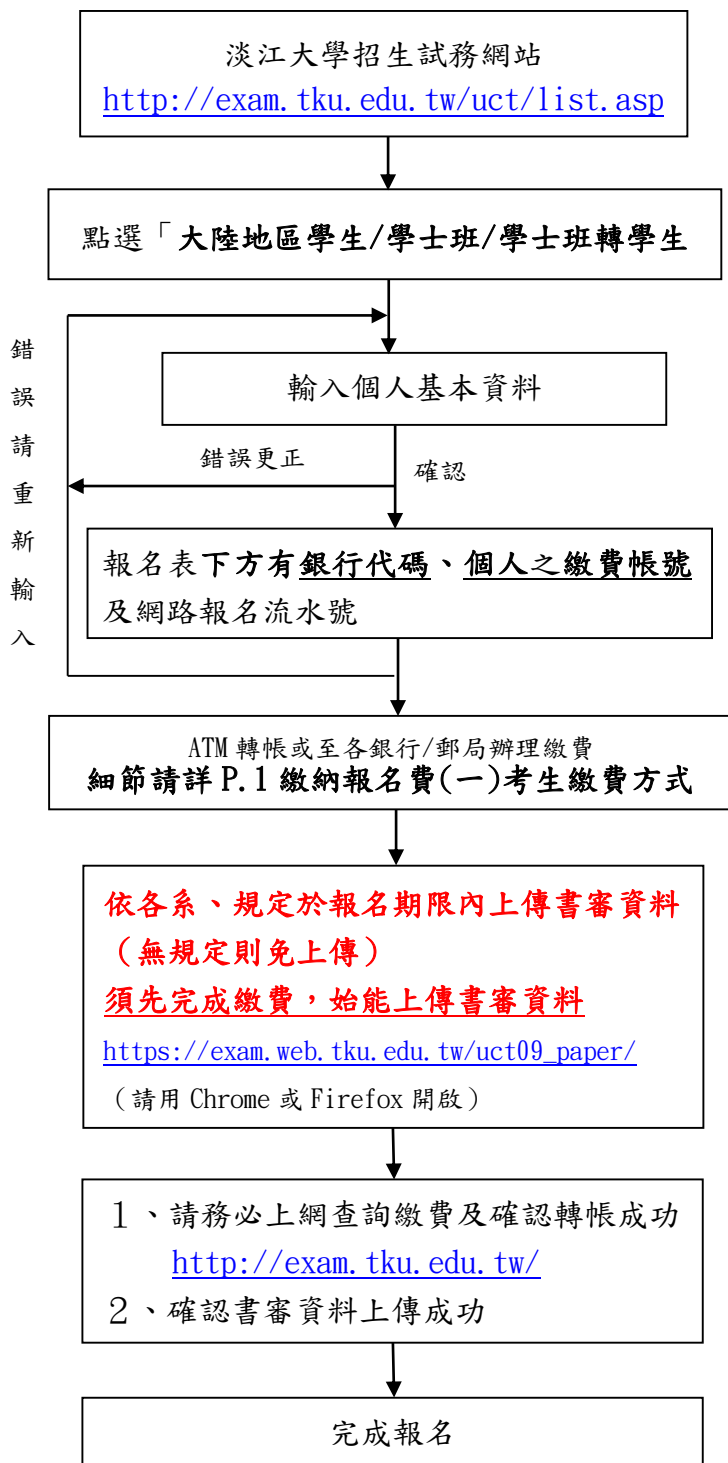 淡江大學招生試務網站
http://exam.tku.edu.tw/uct/list.asp
點選「大陸地區學生/學士班/學士班轉學生
錯誤請重新輸入
輸入個人基本資料
錯誤更正
確認
報名表下方有銀行代碼、個人之繳費帳號
及網路報名流水號
ATM 轉帳或至各銀行/郵局辦理繳費
細節請詳 P.1 繳納報名費(一)考生繳費方式
依各系、規定於報名期限內上傳書審資料
（無規定則免上傳）
須先完成繳費，始能上傳書審資料
https://exam.web.tku.edu.tw/uct09_paper/
（請用 Chrome 或 Firefox 開啟）
１、請務必上網查詢繳費及確認轉帳成功
http://exam.tku.edu.tw/
２、確認書審資料上傳成功
完成報名